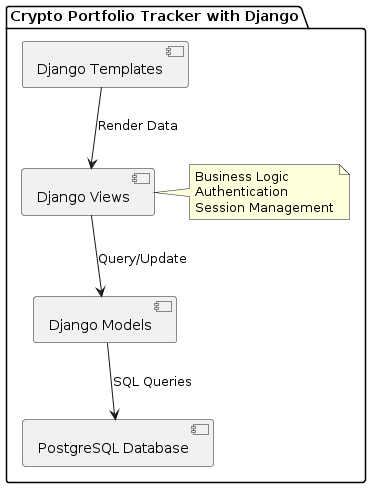 Crypto Portfolio Tracker with Django
Django Templates
Render Data
Django Views
Business Logic
Authentication
Session Management
Query/Update
Django Models
SQL Queries
PostgreSQL Database